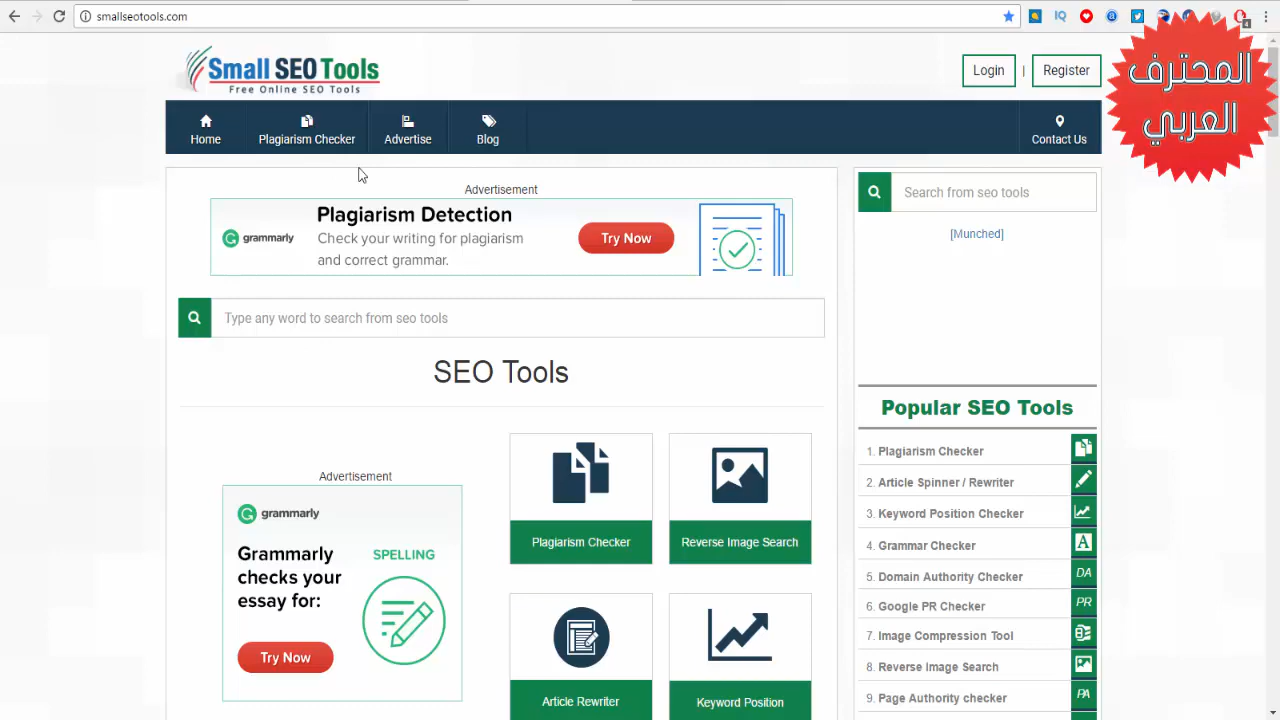 smallseotools.com
4
Small SEO Tools
Free Online SEO Tools
Login | Register
المحترف
العربي
Home
Plagiarism Checker
Advertise
Blog
Contact Us
Advertisement
grammarly
Plagiarism Detection
Check your writing for plagiarism
and correct grammar.
Try Now
Type any word to search from seo tools
SEO Tools
Advertisement
grammarly
Grammarly
checks your
essay for:
SPELLING
Try Now
Plagiarism Checker
Reverse Image Search
Article Rewriter
Keyword Position
Search from seo tools
[Munched]
Popular SEO Tools
1. Plagiarism Checker
2. Article Spinner / Rewriter
3. Keyword Position Checker
4. Grammar Checker A
5. Domain Authority Checker DA
6. Google PR Checker PR
7. Image Compression Tool
8. Reverse Image Search
9. Page Authority checker PA